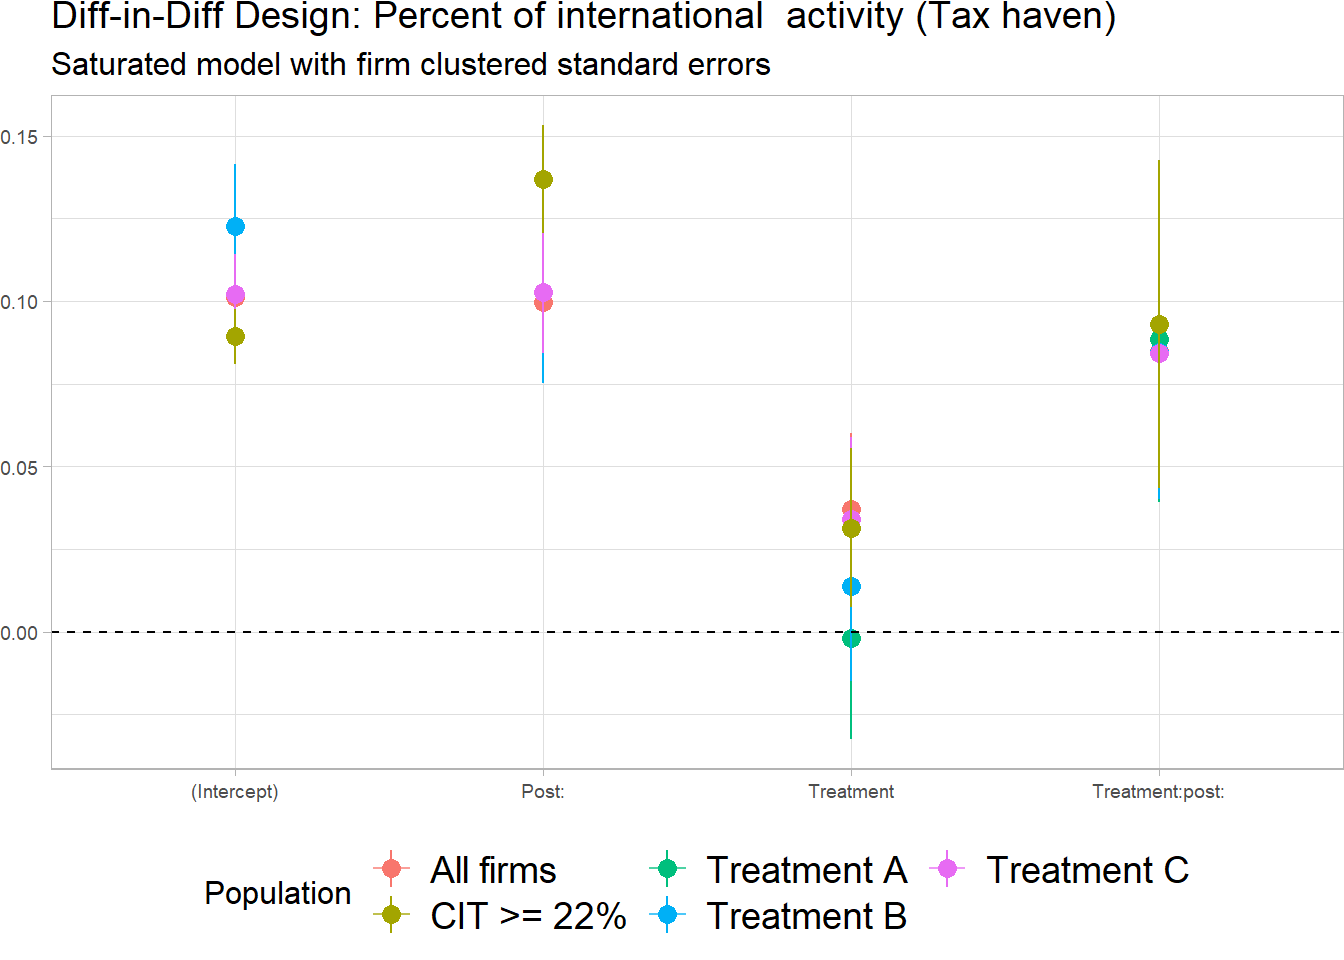 Diff-in-Diff Design: Percent of international  activity (Tax haven)
Saturated model with firm clustered standard errors
0.15
0.10
0.05
0.00
(Intercept) Post: Treatment Treatment:post:
Population
All firms Treatment A Treatment C
CIT >= 22% Treatment B